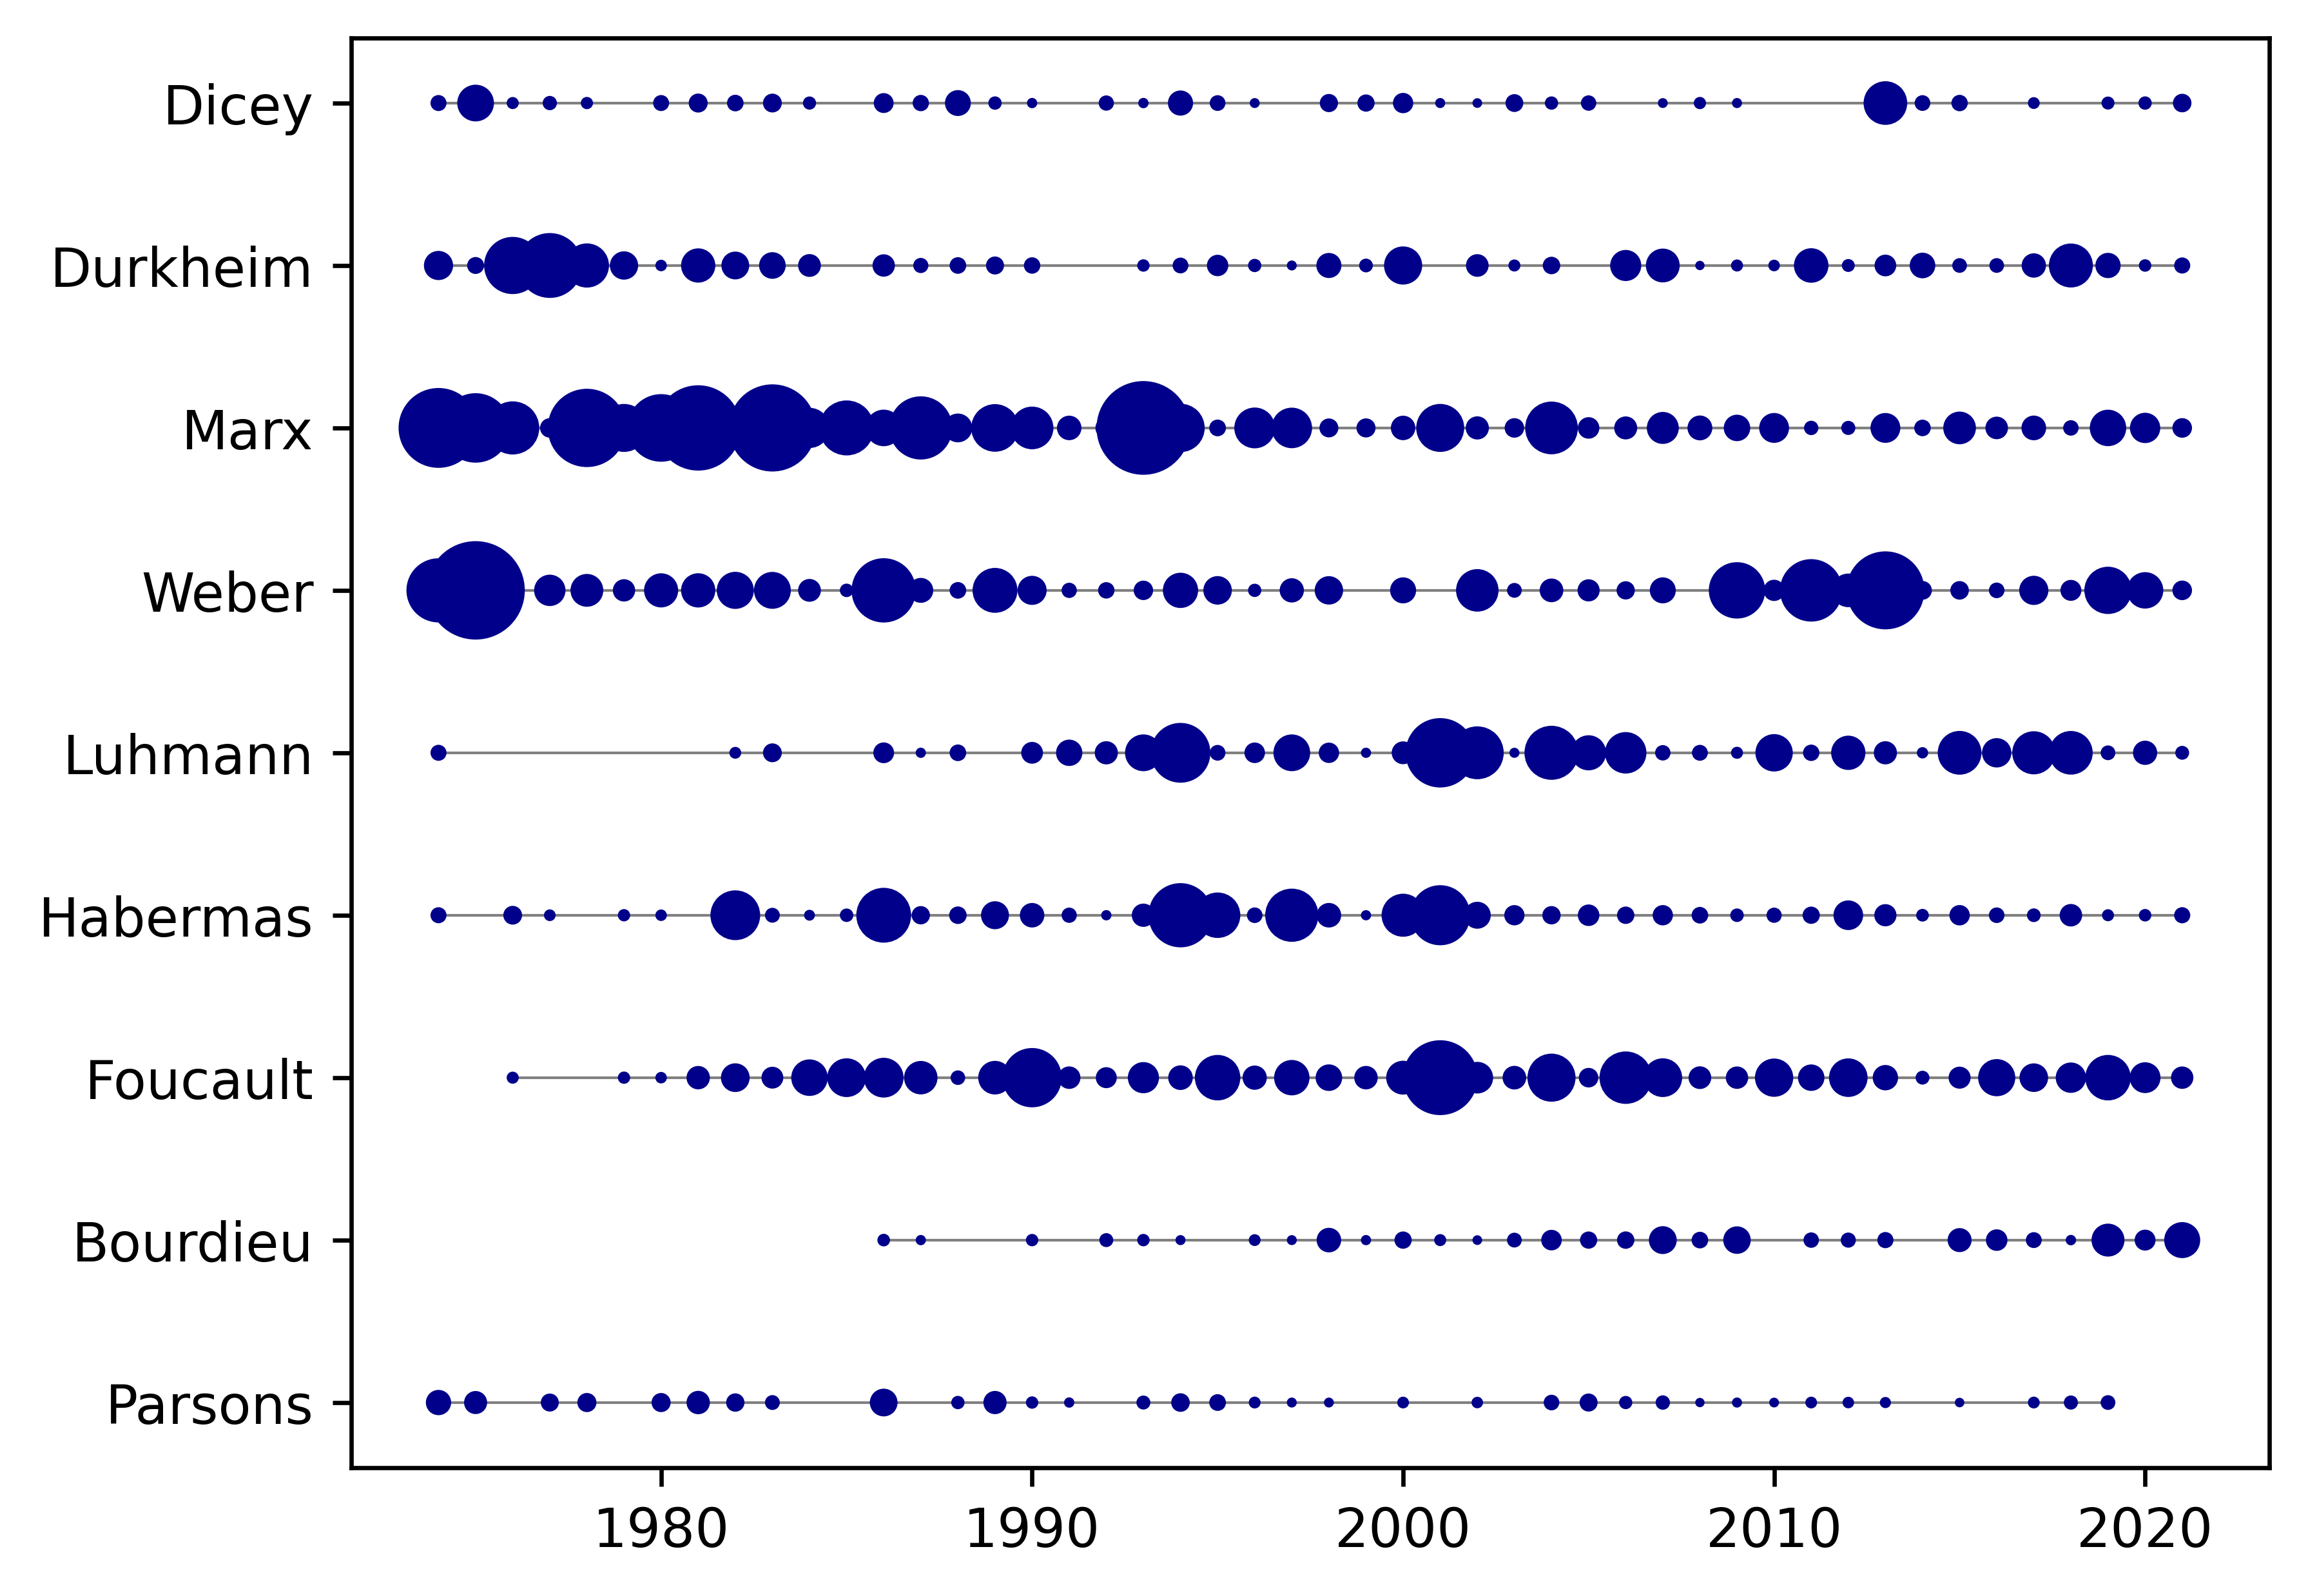 Dicey
Durkheim
Marx
Weber
Luhmann
Habermas
Foucault
Bourdieu
Parsons
1980 1990 2000 2010 2020